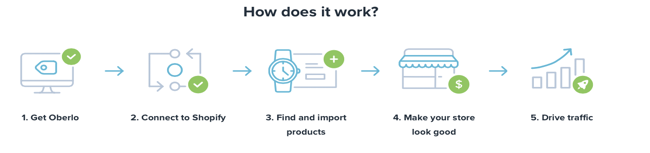 How does it work?
$
1. Get Oberlo
2. Connect to Shopify
3. Find and import
products
4. Make your store
look good
5. Drive traffic